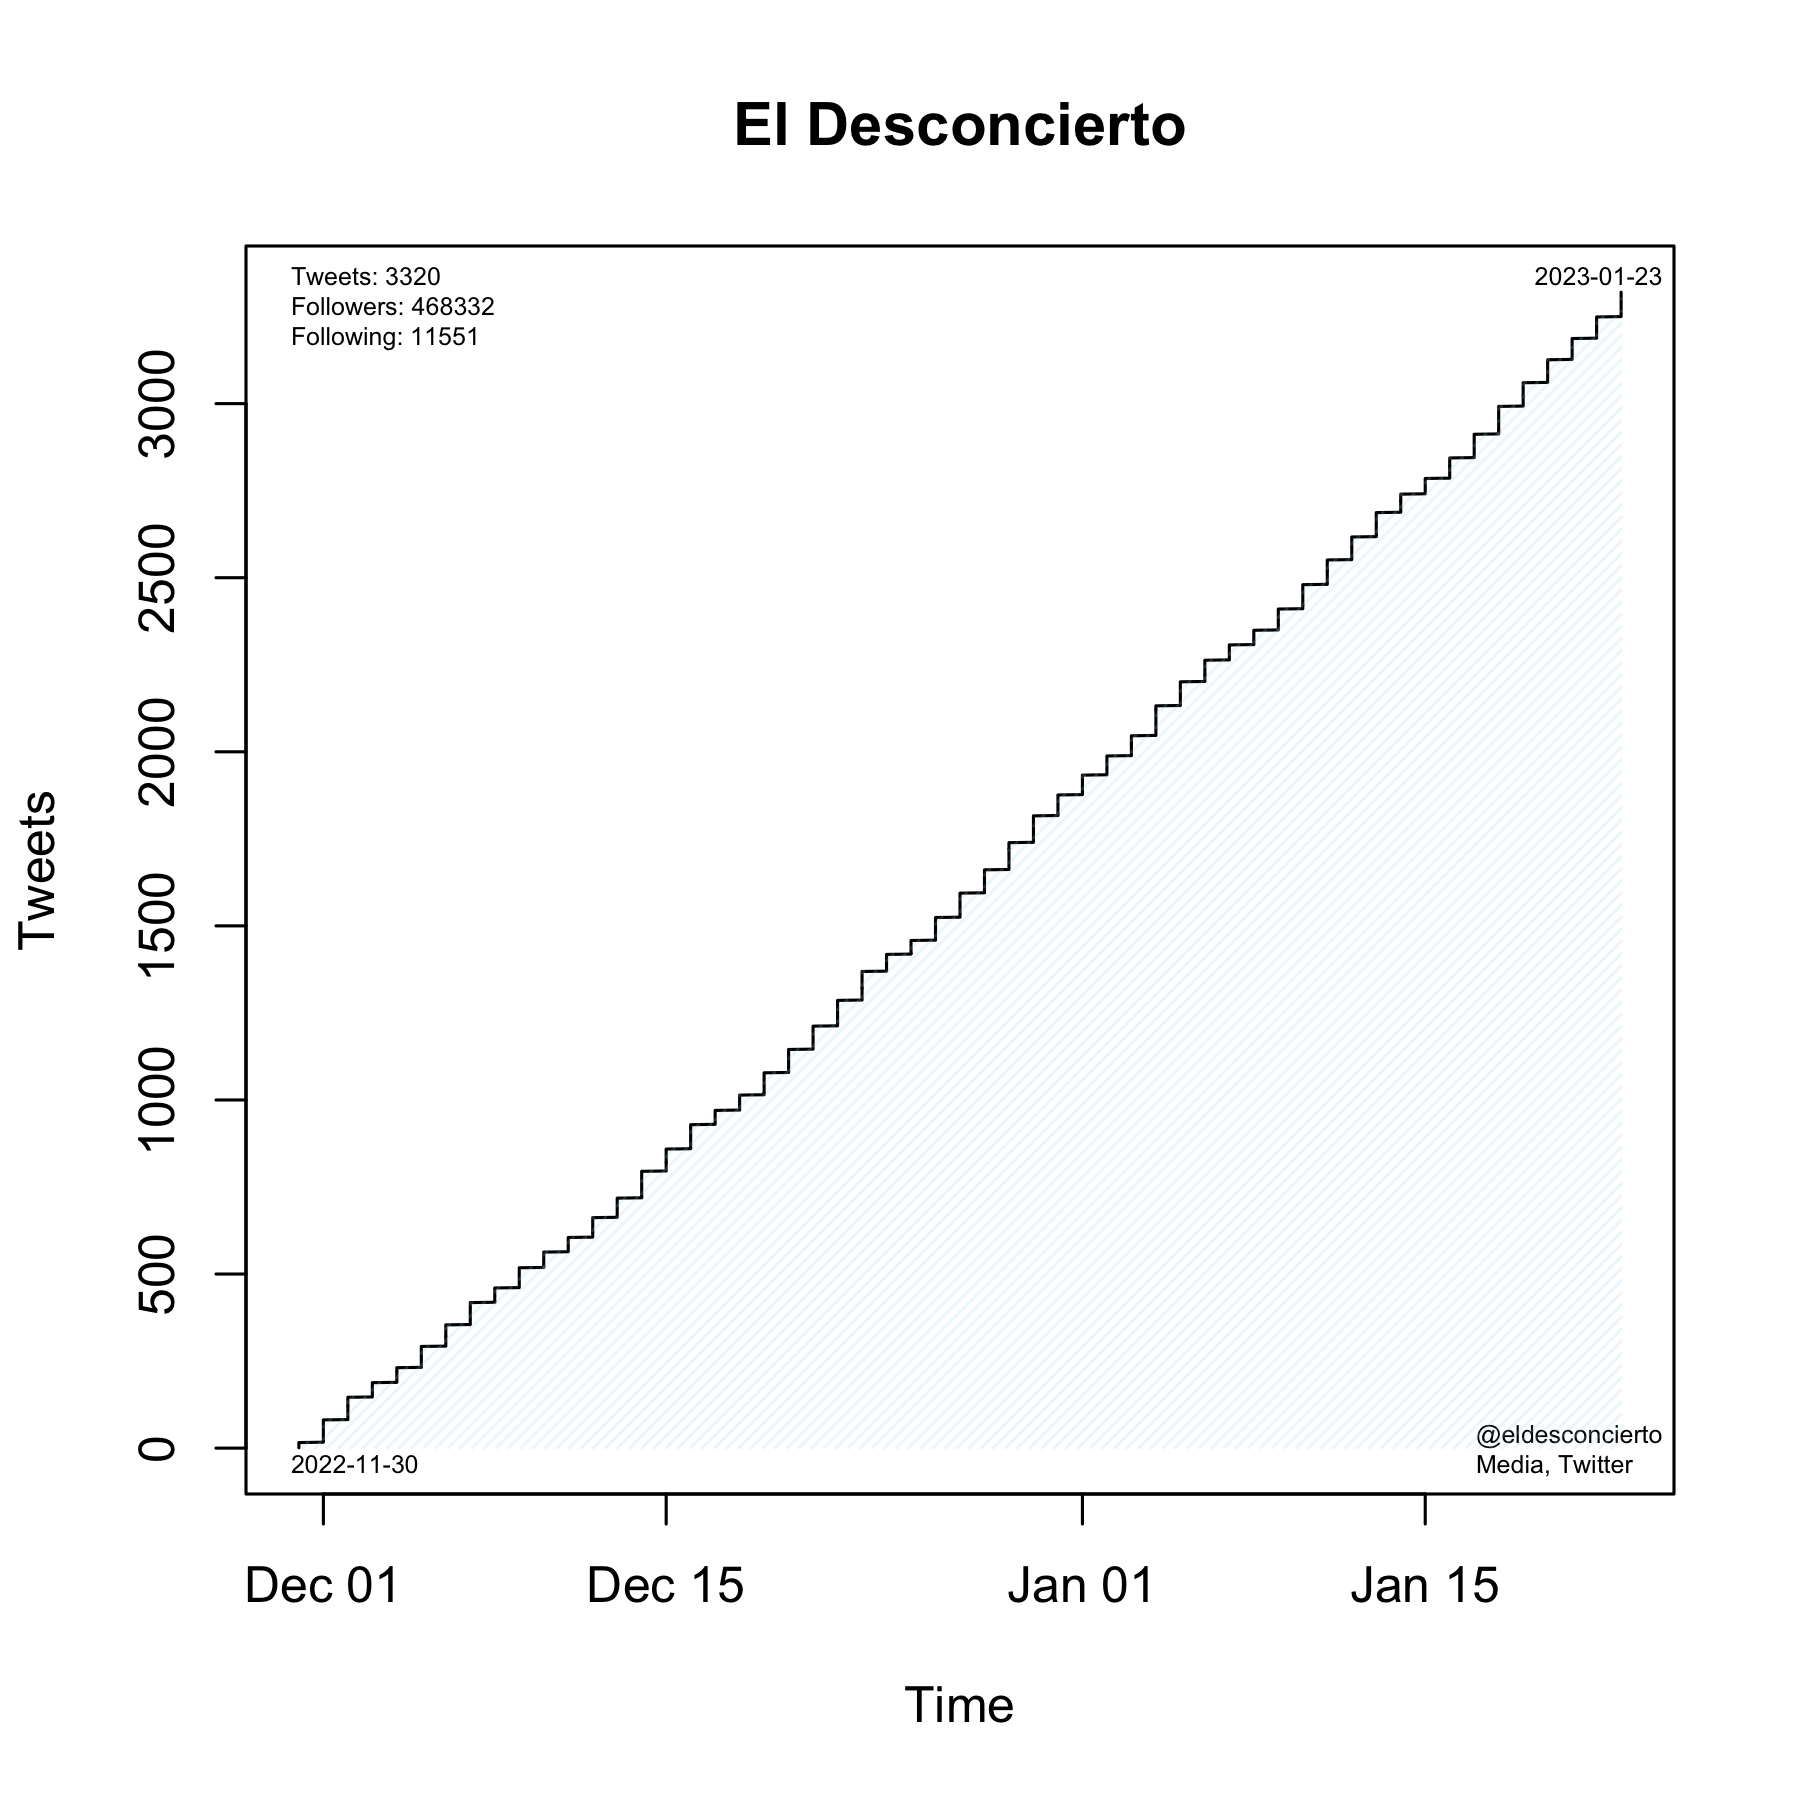 El Desconcierto
Tweets: 3320
Followers: 468332
Following: 11551
2023-01-23
Tweets
3000
2500
2000
1500
1000
500
0
2022-11-30
@eldesconcierto
Media, Twitter
Dec 01
Dec 15
Jan 01
Jan 15
Time